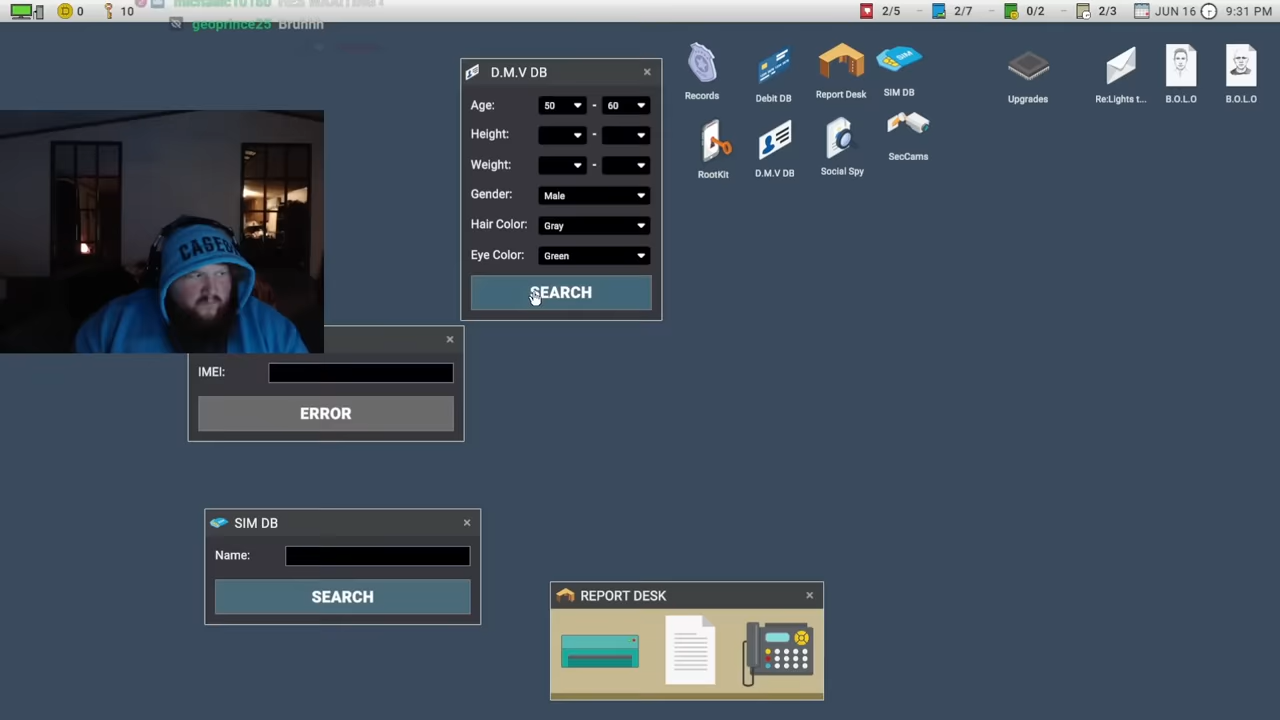 0
10
2/5
2/7
0/2
2/3
JUN 16
9:31 PM
geoprince25 Bruhhh
D.M.V DB
Age: 50 - 60
Height: -
Weight: -
Gender: Male
Hair Color: Gray
Eye Color: Green
SEARCH
Records
Debit DB
Report Desk
SIM DB
Upgrades
Re:Lights t...
B.O.L.O
B.O.L.O
RootKit
D.M.V DB
Social Spy
SecCams
IMEI:
ERROR
SIM DB
Name:
SEARCH
REPORT DESK